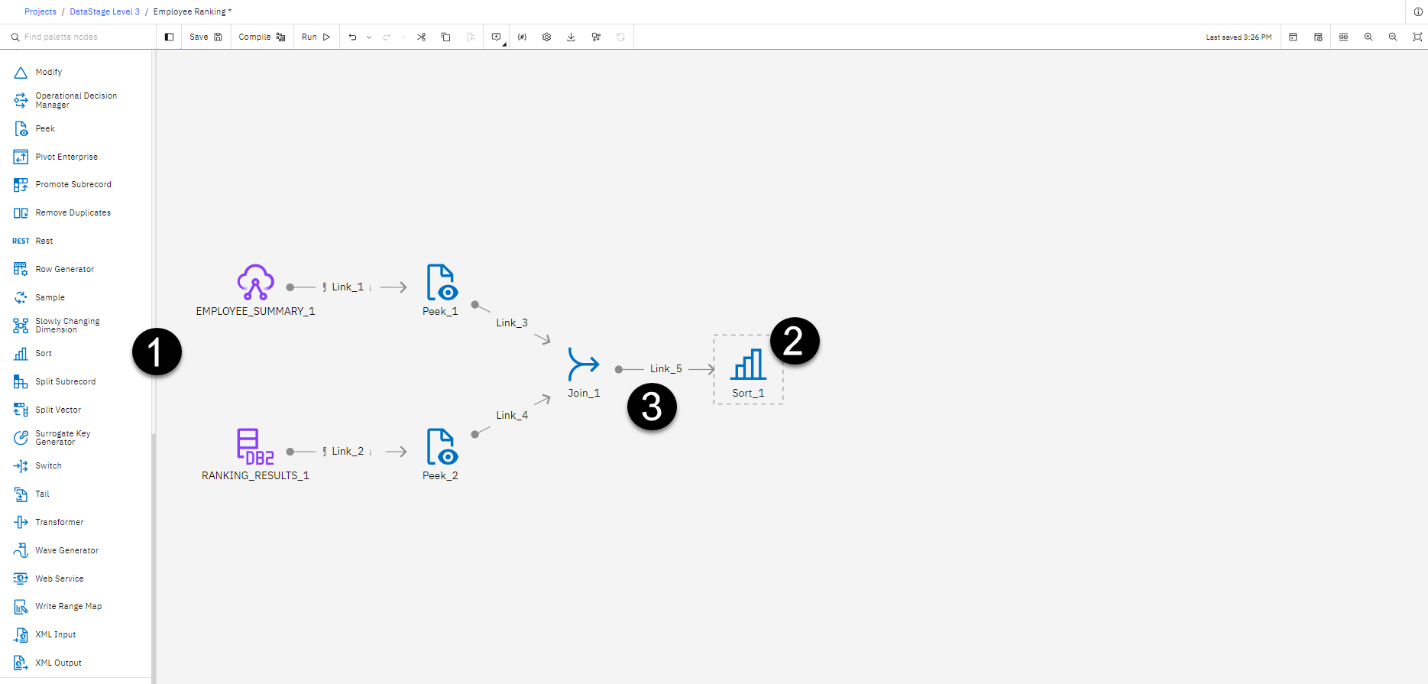 Projects / DataStage Level 3 / Employee Ranking *
Find palette nodes
Save
Compile
Run
Last saved 3:26 PM
Modify
Operational Decision
Manager
Peek
Pivot Enterprise
Promote Subrecord
Remove Duplicates
REST Rest
Row Generator
Sample
Slowly Changing
Dimension
Sort
Split Subrecord
Split Vector
Surrogate Key
Generator
Switch
Tail
Transformer
Wave Generator
Web Service
Write Range Map
XML Input
XML Output
1
EMPLOYEE_SUMMARY_1
Link_1
Peek_1
Link_3
Join_1
Link_5
Sort_1
2
3
Link_4
DB2
RANKING_RESULTS_1
Link_2
Peek_2